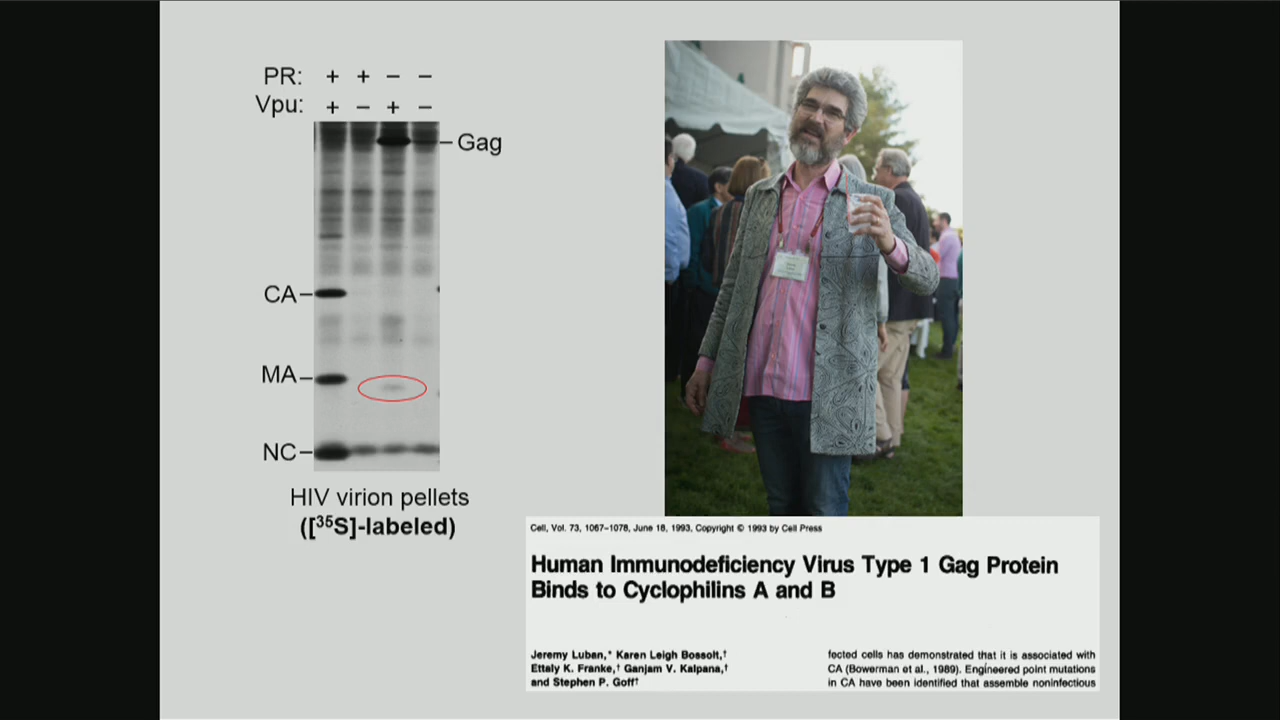 PR: + + – –
Vpu: + – + –
Gag
CA
MA
NC
HIV virion pellets
([³⁵S]-labeled)
Cell, Vol. 73, 1067–1078, June 18, 1993, Copyright © 1993 by Cell Press
Human Immunodeficiency Virus Type 1 Gag Protein
Binds to Cyclophilins A and B
Jeremy Luban,* Karen Leigh Bossolt,†
Ettaly K. Franke,† Ganjam V. Kalpana,†
and Stephen P. Goff†
fected cells has demonstrated that it is associated with
CA (Bowerman et al., 1989). Engineered point mutations
in CA have been identified that assemble noninfectious